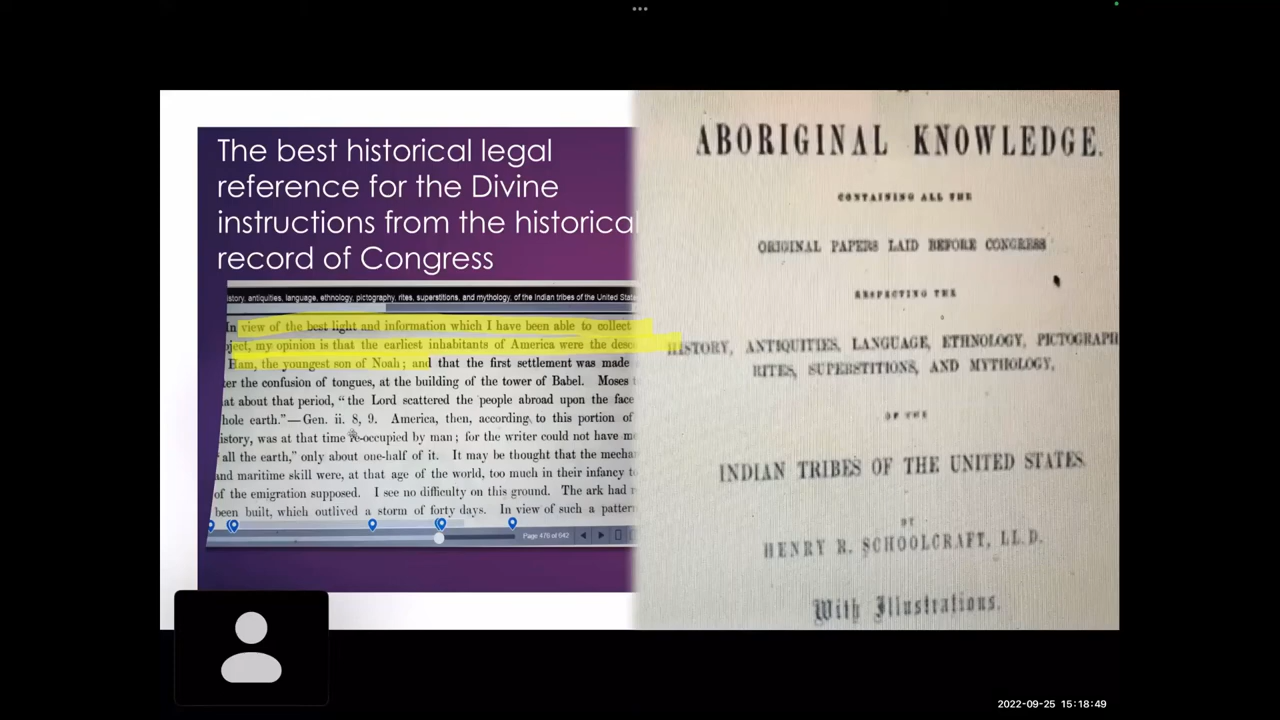 The best historical legal
reference for the Divine
instructions from the historical
record of Congress
istory, antiquities, language, ethnology, pictography, rites, superstitions, and mythology, of the Indian tribes of the United Stat
In view of the best light and information which I have been able to collect
bject, my opinion is that the earliest inhabitants of America were the desc
Ham, the youngest son of Noah; and that the first settlement was made
ter the confusion of tongues, at the building of the tower of Babel. Moses
at about that period, "the Lord scattered the people abroad upon the face
hole earth."—Gen. ii. 8, 9. America, then, according to this portion of
istory, was at that time re-occupied by man; for the writer could not have m
"all the earth," only about one-half of it. It may be thought that the mecha
and maritime skill were, at that age of the world, too much in their infancy t
of the emigration supposed. I see no difficulty on this ground. The ark had
been built, which outlived a storm of forty days. In view of such a patter
Page 476 of 642
ABORIGINAL KNOWLEDGE.
CONTAINING ALL THE
ORIGINAL PAPERS LAID BEFORE CONGRESS
RESPECTING THE
HISTORY, ANTIQUITIES, LANGUAGE, ETHNOLOGY, PICTOGRAPH
RITES, SUPERSTITIONS, AND MYTHOLOGY,
OF THE
INDIAN TRIBES OF THE UNITED STATES
BY
HENRY R. SCHOOLCRAFT, LL.D.
With Illustrations.
2022-09-25 15:18:49